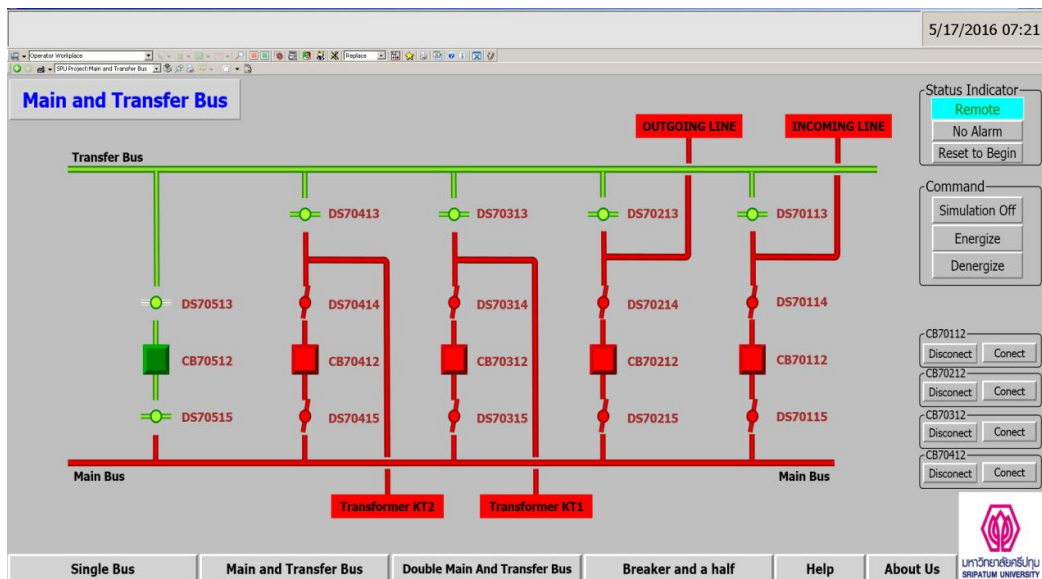 5/17/2016 07:21
Operator Workplace
Replace
SPU Project:Main and Transfer Bus
Main and Transfer Bus
Status Indicator
Remote
No Alarm
Reset to Begin
OUTGOING LINE
INCOMING LINE
Transfer Bus
Command
Simulation Off
Energize
Denergize
DS70413
DS70313
DS70213
DS70113
DS70513
DS70414
DS70314
DS70214
DS70114
CB70512
CB70412
CB70312
CB70212
CB70112
DS70515
DS70415
DS70315
DS70215
DS70115
CB70112
Disconect
Conect
CB70212
Disconect
Conect
CB70312
Disconect
Conect
CB70412
Disconect
Conect
Main Bus
Main Bus
Transformer KT2
Transformer KT1
Single Bus
Main and Transfer Bus
Double Main And Transfer Bus
Breaker and a half
Help
About Us
มหาวิทยาลัยศรีปทุม
SRIPATUM UNIVERSITY